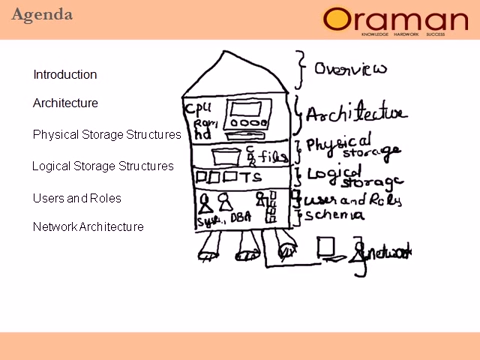 Agenda
Oraman
KNOWLEDGE HARDWORK SUCCESS
Introduction
Architecture
Physical Storage Structures
Logical Storage Structures
Users and Roles
Network Architecture
Overview
CPU
Ram
hd
Architecture
files
Physical
storage
TS
Logical
storage
Sys, DBA
Users and Roles
Schema
network